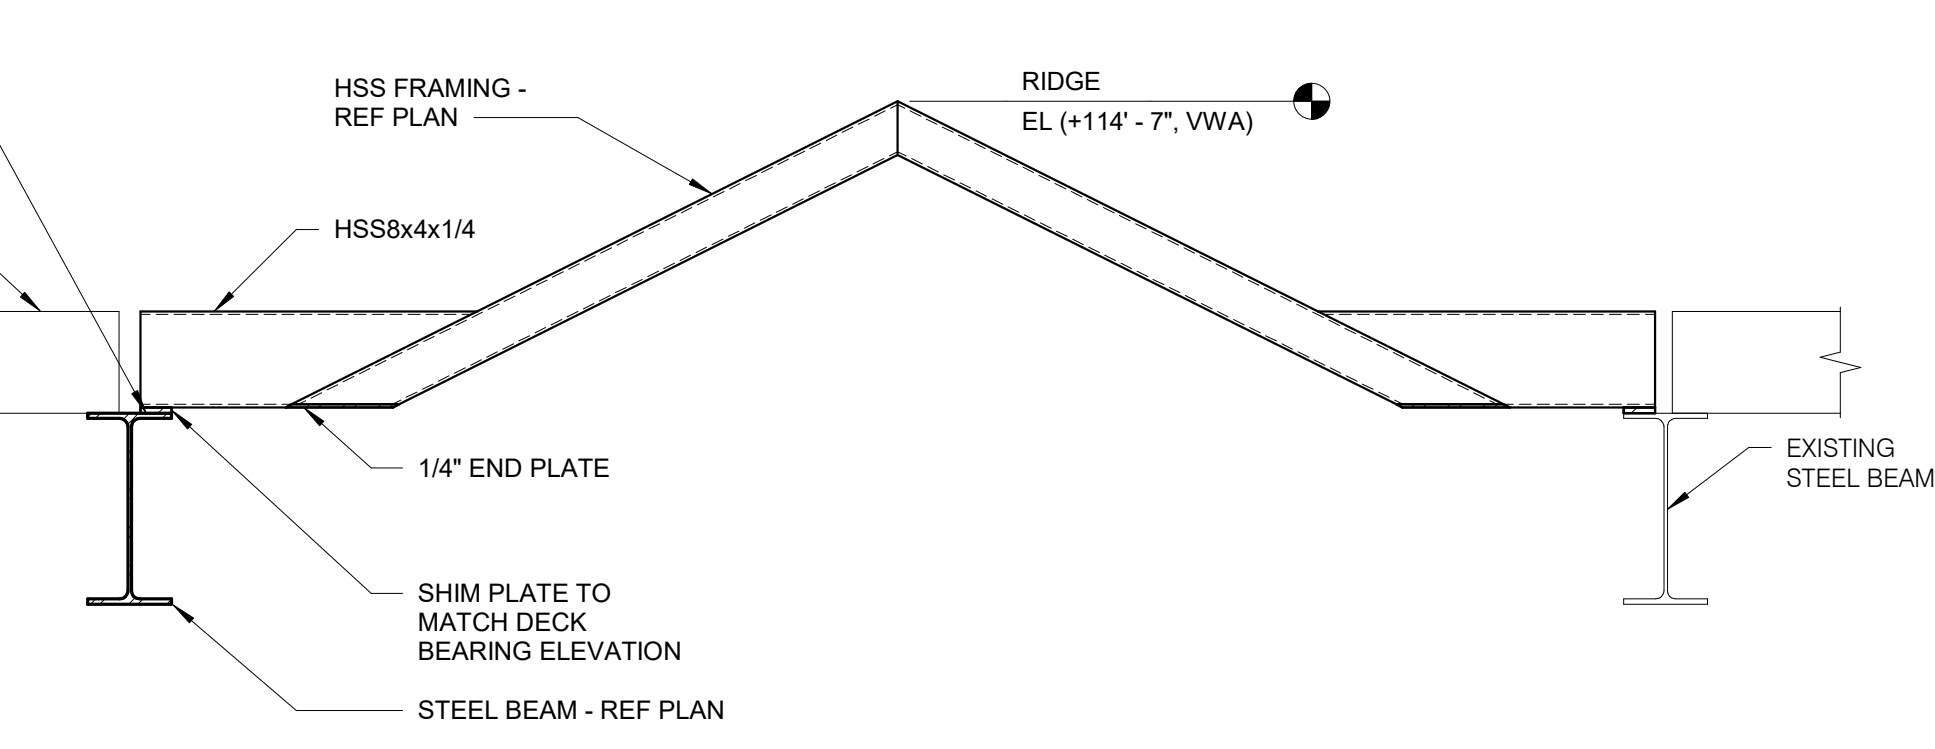 HSS FRAMING -
REF PLAN
RIDGE
EL (+114' - 7", VWA)
HSS8x4x1/4
1/4" END PLATE
EXISTING
STEEL BEAM
SHIM PLATE TO
MATCH DECK
BEARING ELEVATION
STEEL BEAM - REF PLAN